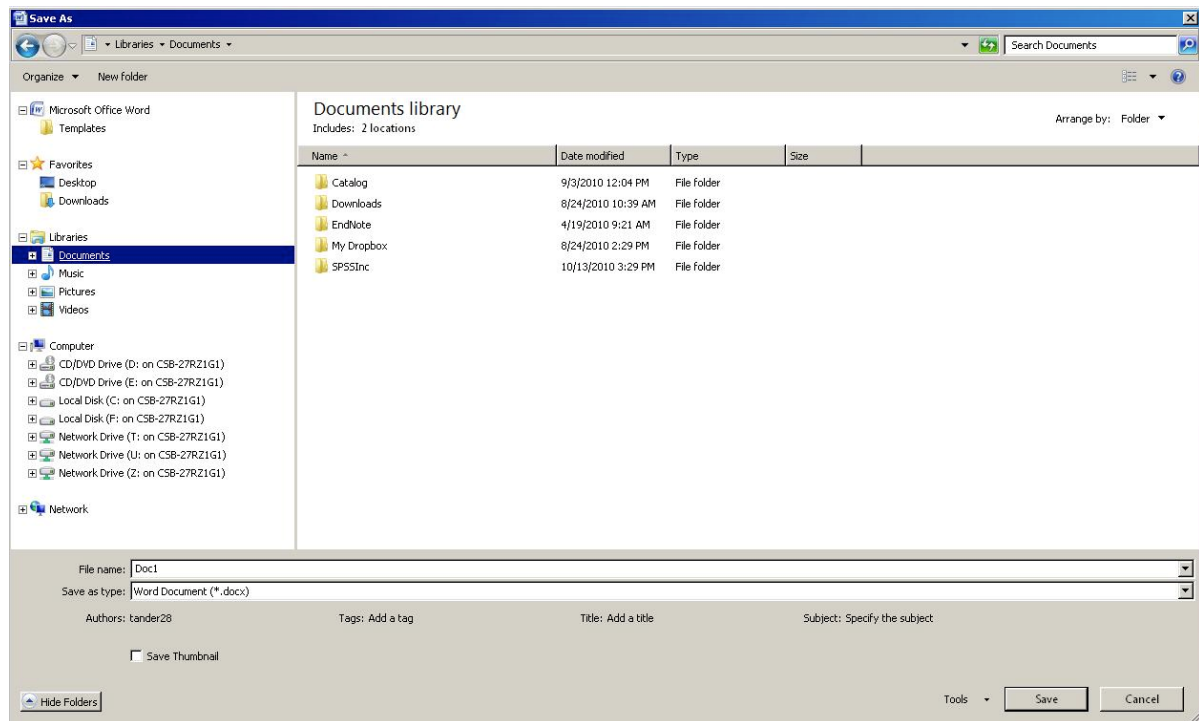 Save As
Libraries Documents
Search Documents
Organize New folder
Microsoft Office Word
Templates
Favorites
Desktop
Downloads
Libraries
Documents
Music
Pictures
Videos
Computer
CD/DVD Drive (D: on CSB-27RZ1G1)
CD/DVD Drive (E: on CSB-27RZ1G1)
Local Disk (C: on CSB-27RZ1G1)
Local Disk (F: on CSB-27RZ1G1)
Network Drive (T: on CSB-27RZ1G1)
Network Drive (U: on CSB-27RZ1G1)
Network Drive (Z: on CSB-27RZ1G1)
Network
Documents library
Includes: 2 locations
Arrange by: Folder
Name Date modified Type Size
Catalog 9/3/2010 12:04 PM File folder
Downloads 8/24/2010 10:39 AM File folder
EndNote 4/19/2010 9:21 AM File folder
My Dropbox 8/24/2010 2:29 PM File folder
SPSSInc 10/13/2010 3:29 PM File folder
File name: Doc1
Save as type: Word Document (*.docx)
Authors: tander28 Tags: Add a tag Title: Add a title Subject: Specify the subject
Save Thumbnail
Hide Folders Tools Save Cancel